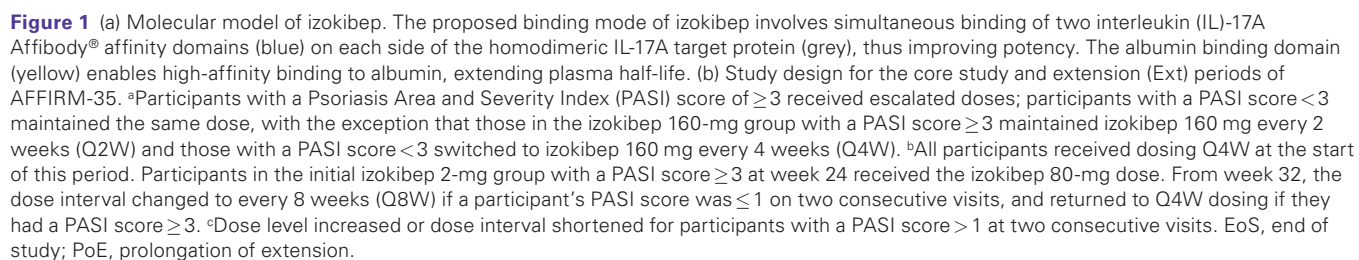 Figure 1 (a) Molecular model of izokibep. The proposed binding mode of izokibep involves simultaneous binding of two interleukin (IL)-17A
Affibody® affinity domains (blue) on each side of the homodimeric IL-17A target protein (grey), thus improving potency. The albumin binding domain
(yellow) enables high-affinity binding to albumin, extending plasma half-life. (b) Study design for the core study and extension (Ext) periods of
AFFIRM-35. ᵃParticipants with a Psoriasis Area and Severity Index (PASI) score of ≥ 3 received escalated doses; participants with a PASI score < 3
maintained the same dose, with the exception that those in the izokibep 160-mg group with a PASI score ≥ 3 maintained izokibep 160 mg every 2
weeks (Q2W) and those with a PASI score < 3 switched to izokibep 160 mg every 4 weeks (Q4W). ᵇAll participants received dosing Q4W at the start
of this period. Participants in the initial izokibep 2-mg group with a PASI score ≥ 3 at week 24 received the izokibep 80-mg dose. From week 32, the
dose interval changed to every 8 weeks (Q8W) if a participant's PASI score was ≤ 1 on two consecutive visits, and returned to Q4W dosing if they
had a PASI score ≥ 3. ᶜDose level increased or dose interval shortened for participants with a PASI score > 1 at two consecutive visits. EoS, end of
study; PoE, prolongation of extension.